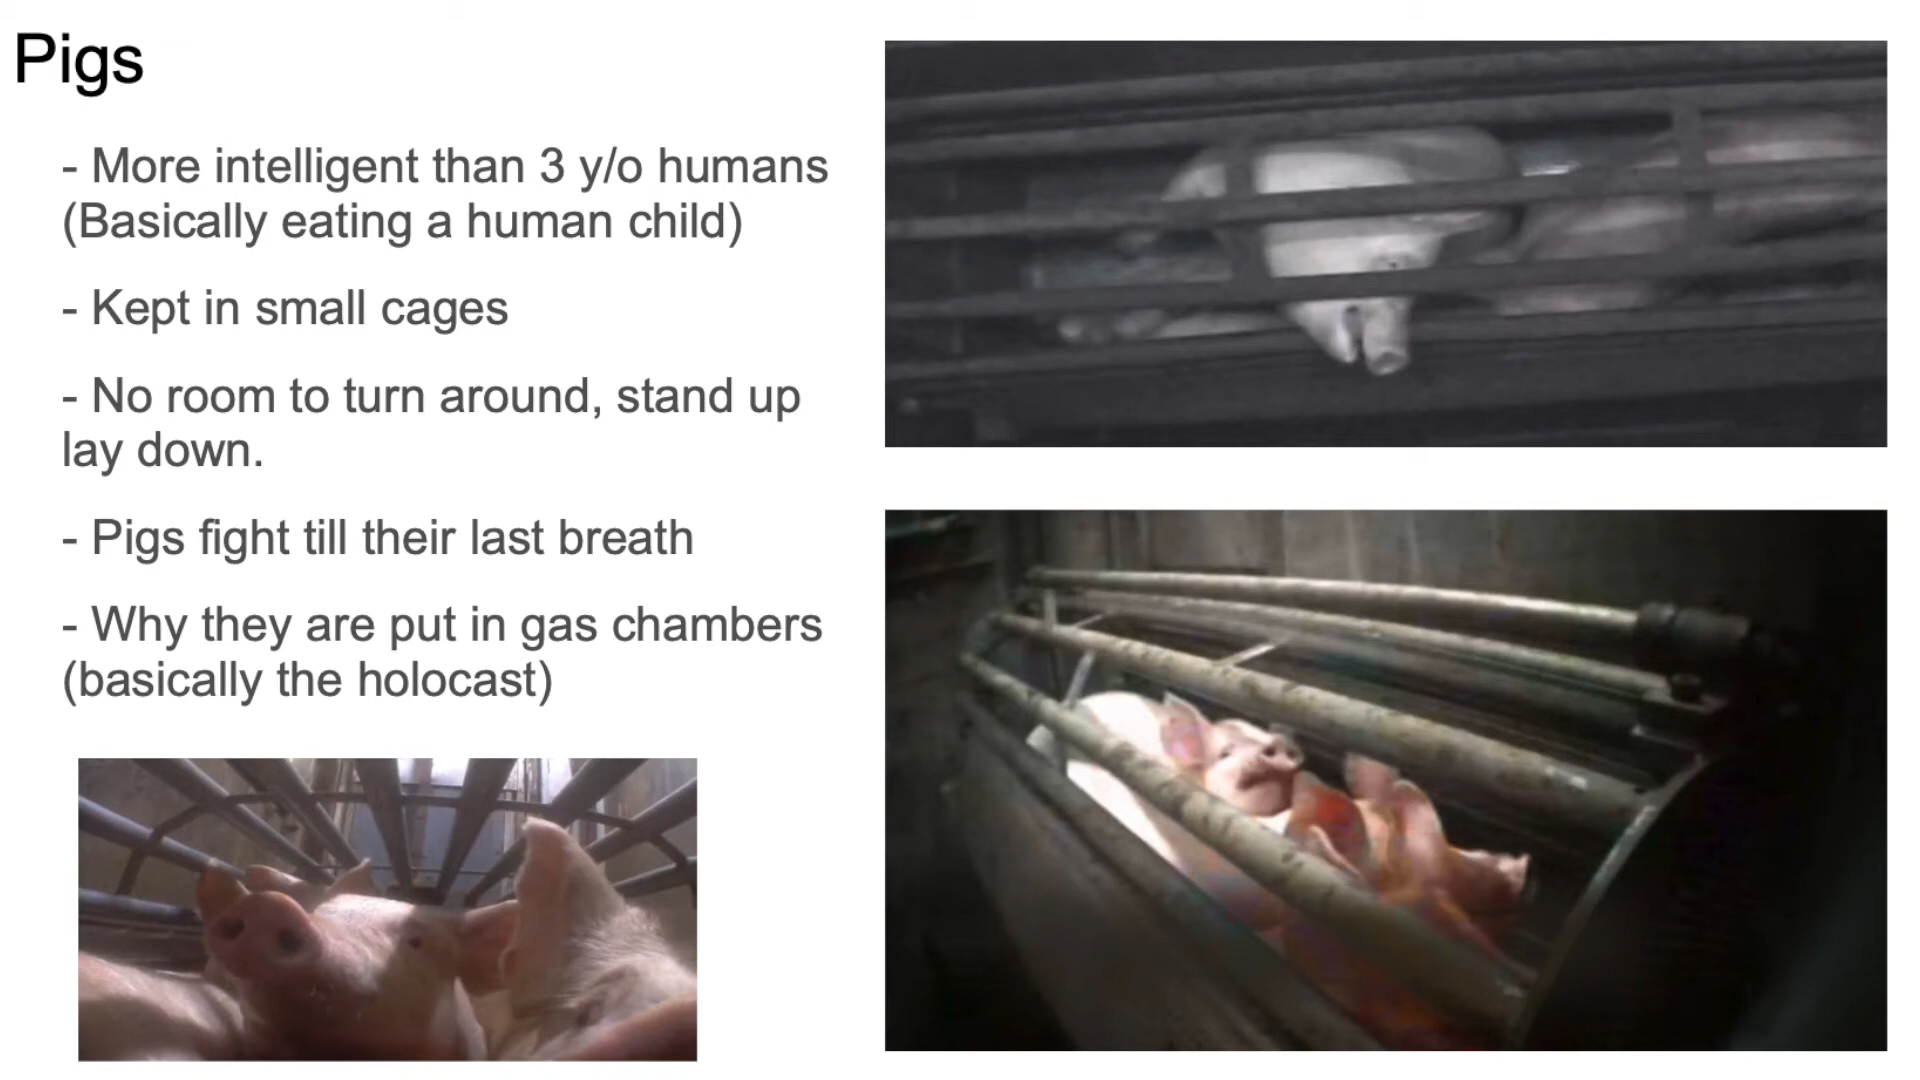 Pigs
- More intelligent than 3 y/o humans
(Basically eating a human child)
- Kept in small cages
- No room to turn around, stand up
lay down.
- Pigs fight till their last breath
- Why they are put in gas chambers
(basically the holocast)